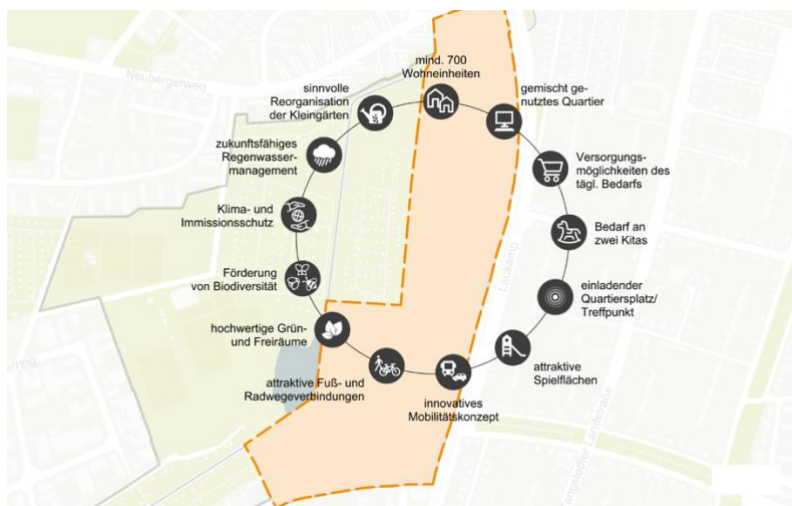 mind. 700
Wohneinheiten
gemischt ge-
nutztes Quartier
Versorgungs-
möglichkeiten des
tägl. Bedarfs
Bedarf an
zwei Kitas
einladender
Quartiersplatz/
Treffpunkt
attraktive
Spielflächen
innovatives
Mobilitätskonzept
attraktive Fuß- und
Radwegeverbindungen
hochwertige Grün-
und Freiräume
Förderung
von Biodiversität
Klima- und
Immissionsschutz
zukunftsfähiges
Regenwasser-
management
sinnvolle
Reorganisation
der Kleingärten
Neubergerweg
Laukamp